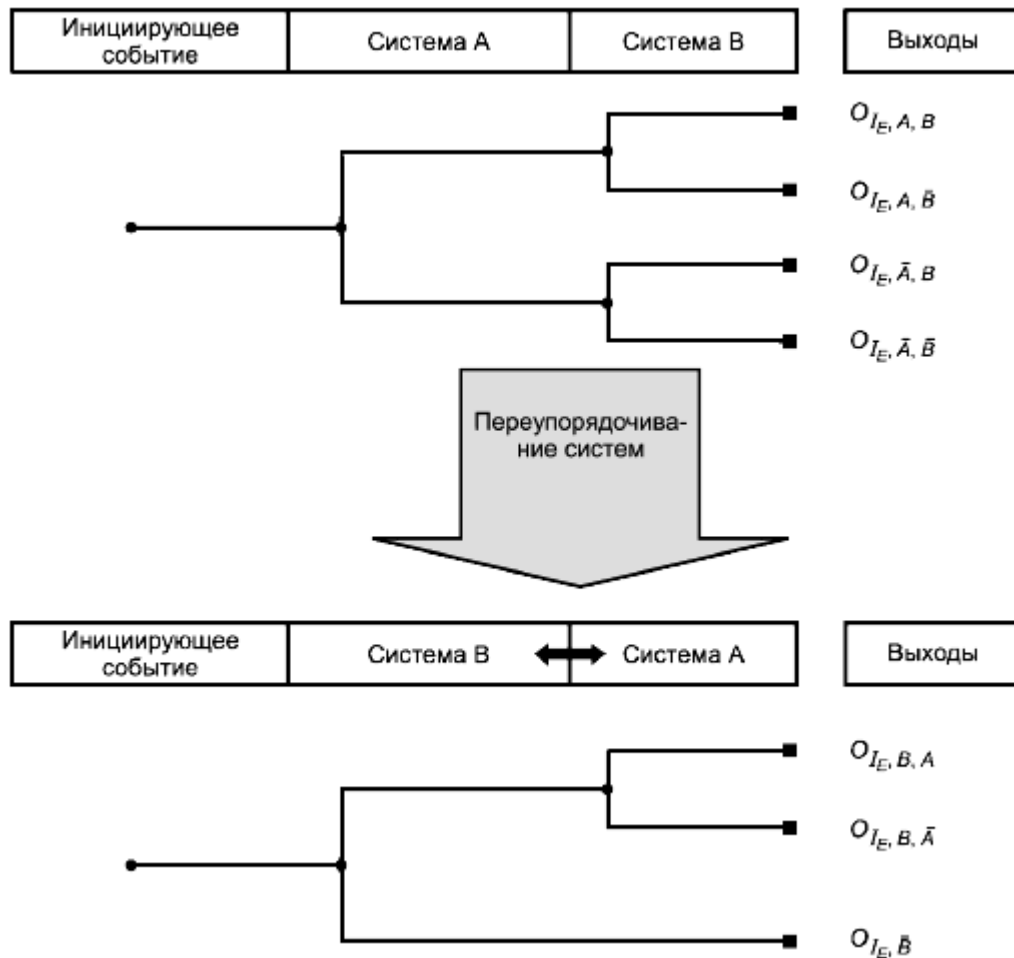 Инициирующее
событие
Система А
Система В
Выходы
O_{I_E, A, B}
O_{I_E, A, B̄}
O_{I_E, Ā, B}
O_{I_E, Ā, B̄}
Переупорядочива-
ние систем
Инициирующее
событие
Система В
Система А
Выходы
O_{I_E, B, A}
O_{I_E, B, Ā}
O_{I_E, B̄}